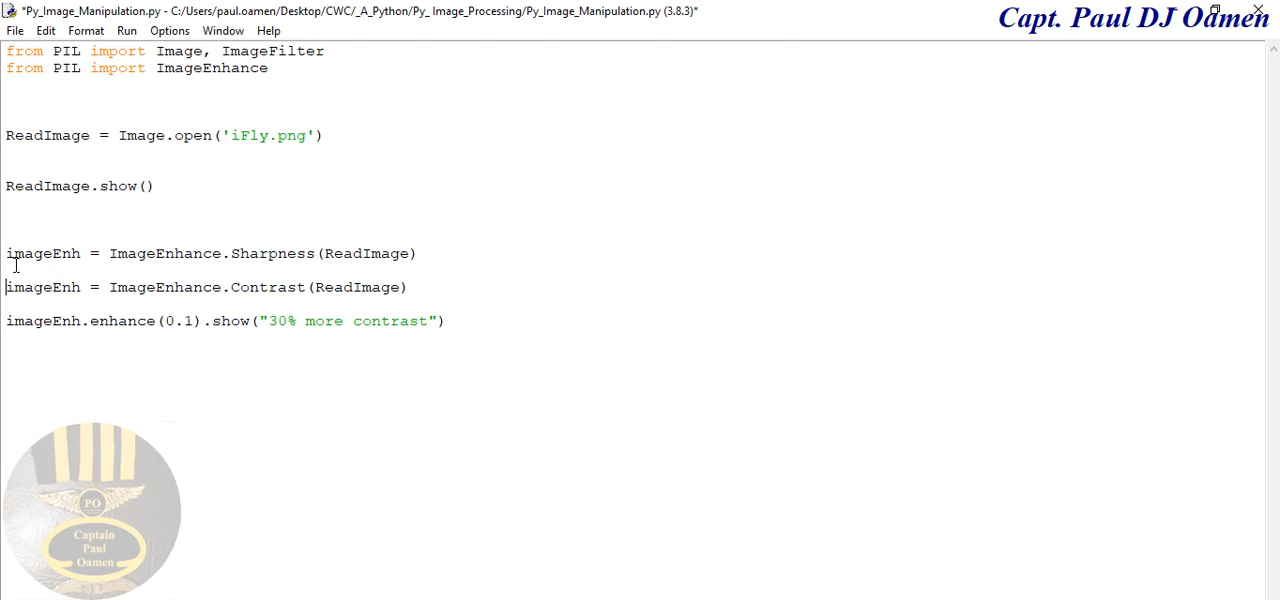 *Py_Image_Manipulation.py - C:/Users/paul.oamen/Desktop/CWC/_A_Python/Py_ Image_Processing/Py_Image_Manipulation.py (3.8.3)*
Capt. Paul DJ Oamen
File Edit Format Run Options Window Help
from PIL import Image, ImageFilter
from PIL import ImageEnhance
ReadImage = Image.open('iFly.png')
ReadImage.show()
imageEnh = ImageEnhance.Sharpness(ReadImage)
imageEnh = ImageEnhance.Contrast(ReadImage)
imageEnh.enhance(0.1).show("30% more contrast")
PO
Captain
Paul
Oamen